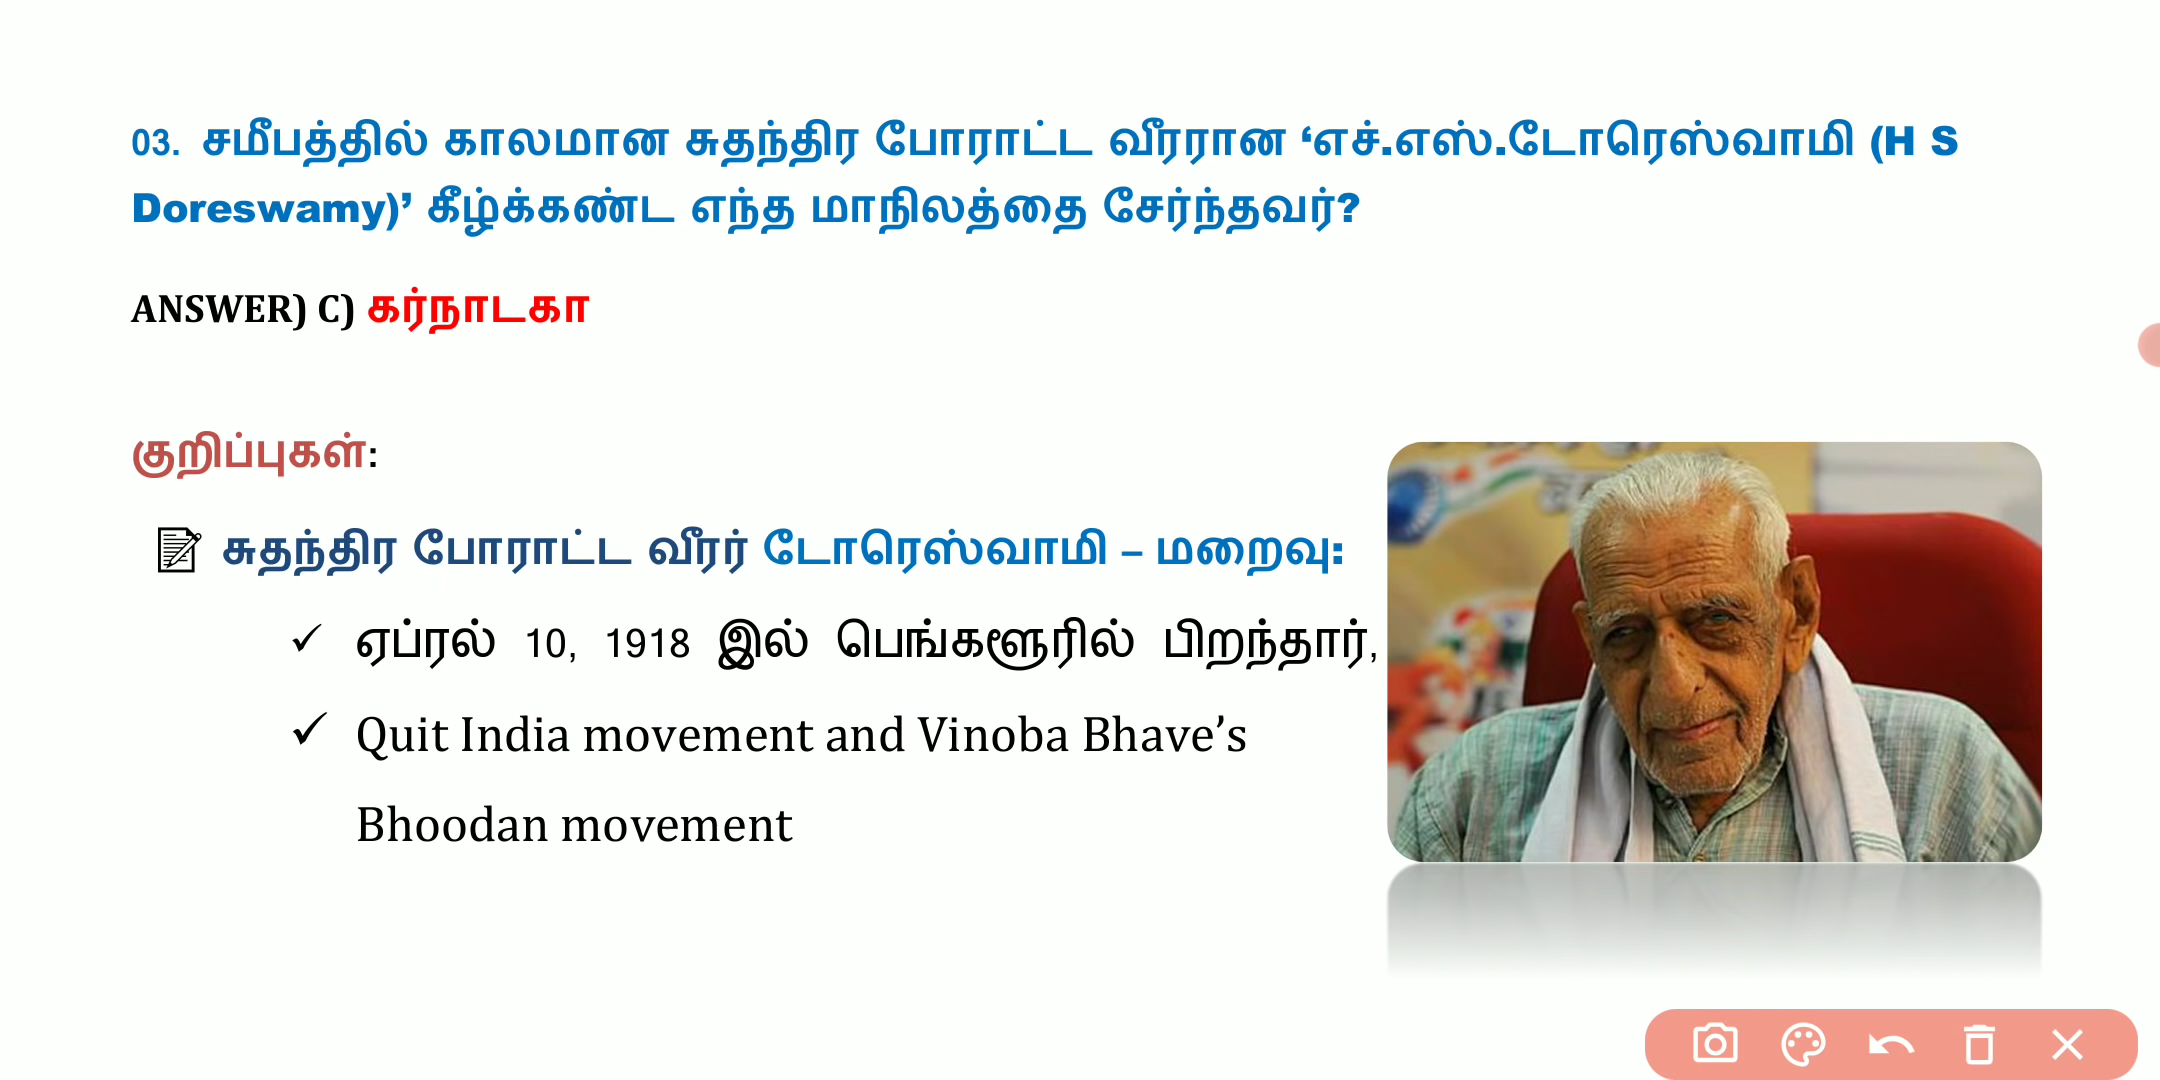 03. சமீபத்தில் காலமான சுதந்திர போராட்ட வீரரான ‘எச்.எஸ்.டோரெஸ்வாமி (H S
Doreswamy)’ கீழ்க்கண்ட எந்த மாநிலத்தை சேர்ந்தவர்?
ANSWER) C) கர்நாடகா
குறிப்புகள்:
சுதந்திர போராட்ட வீரர் டோரெஸ்வாமி – மறைவு:
✓ ஏப்ரல் 10, 1918 இல் பெங்களூரில் பிறந்தார்,
✓ Quit India movement and Vinoba Bhave’s
Bhoodan movement